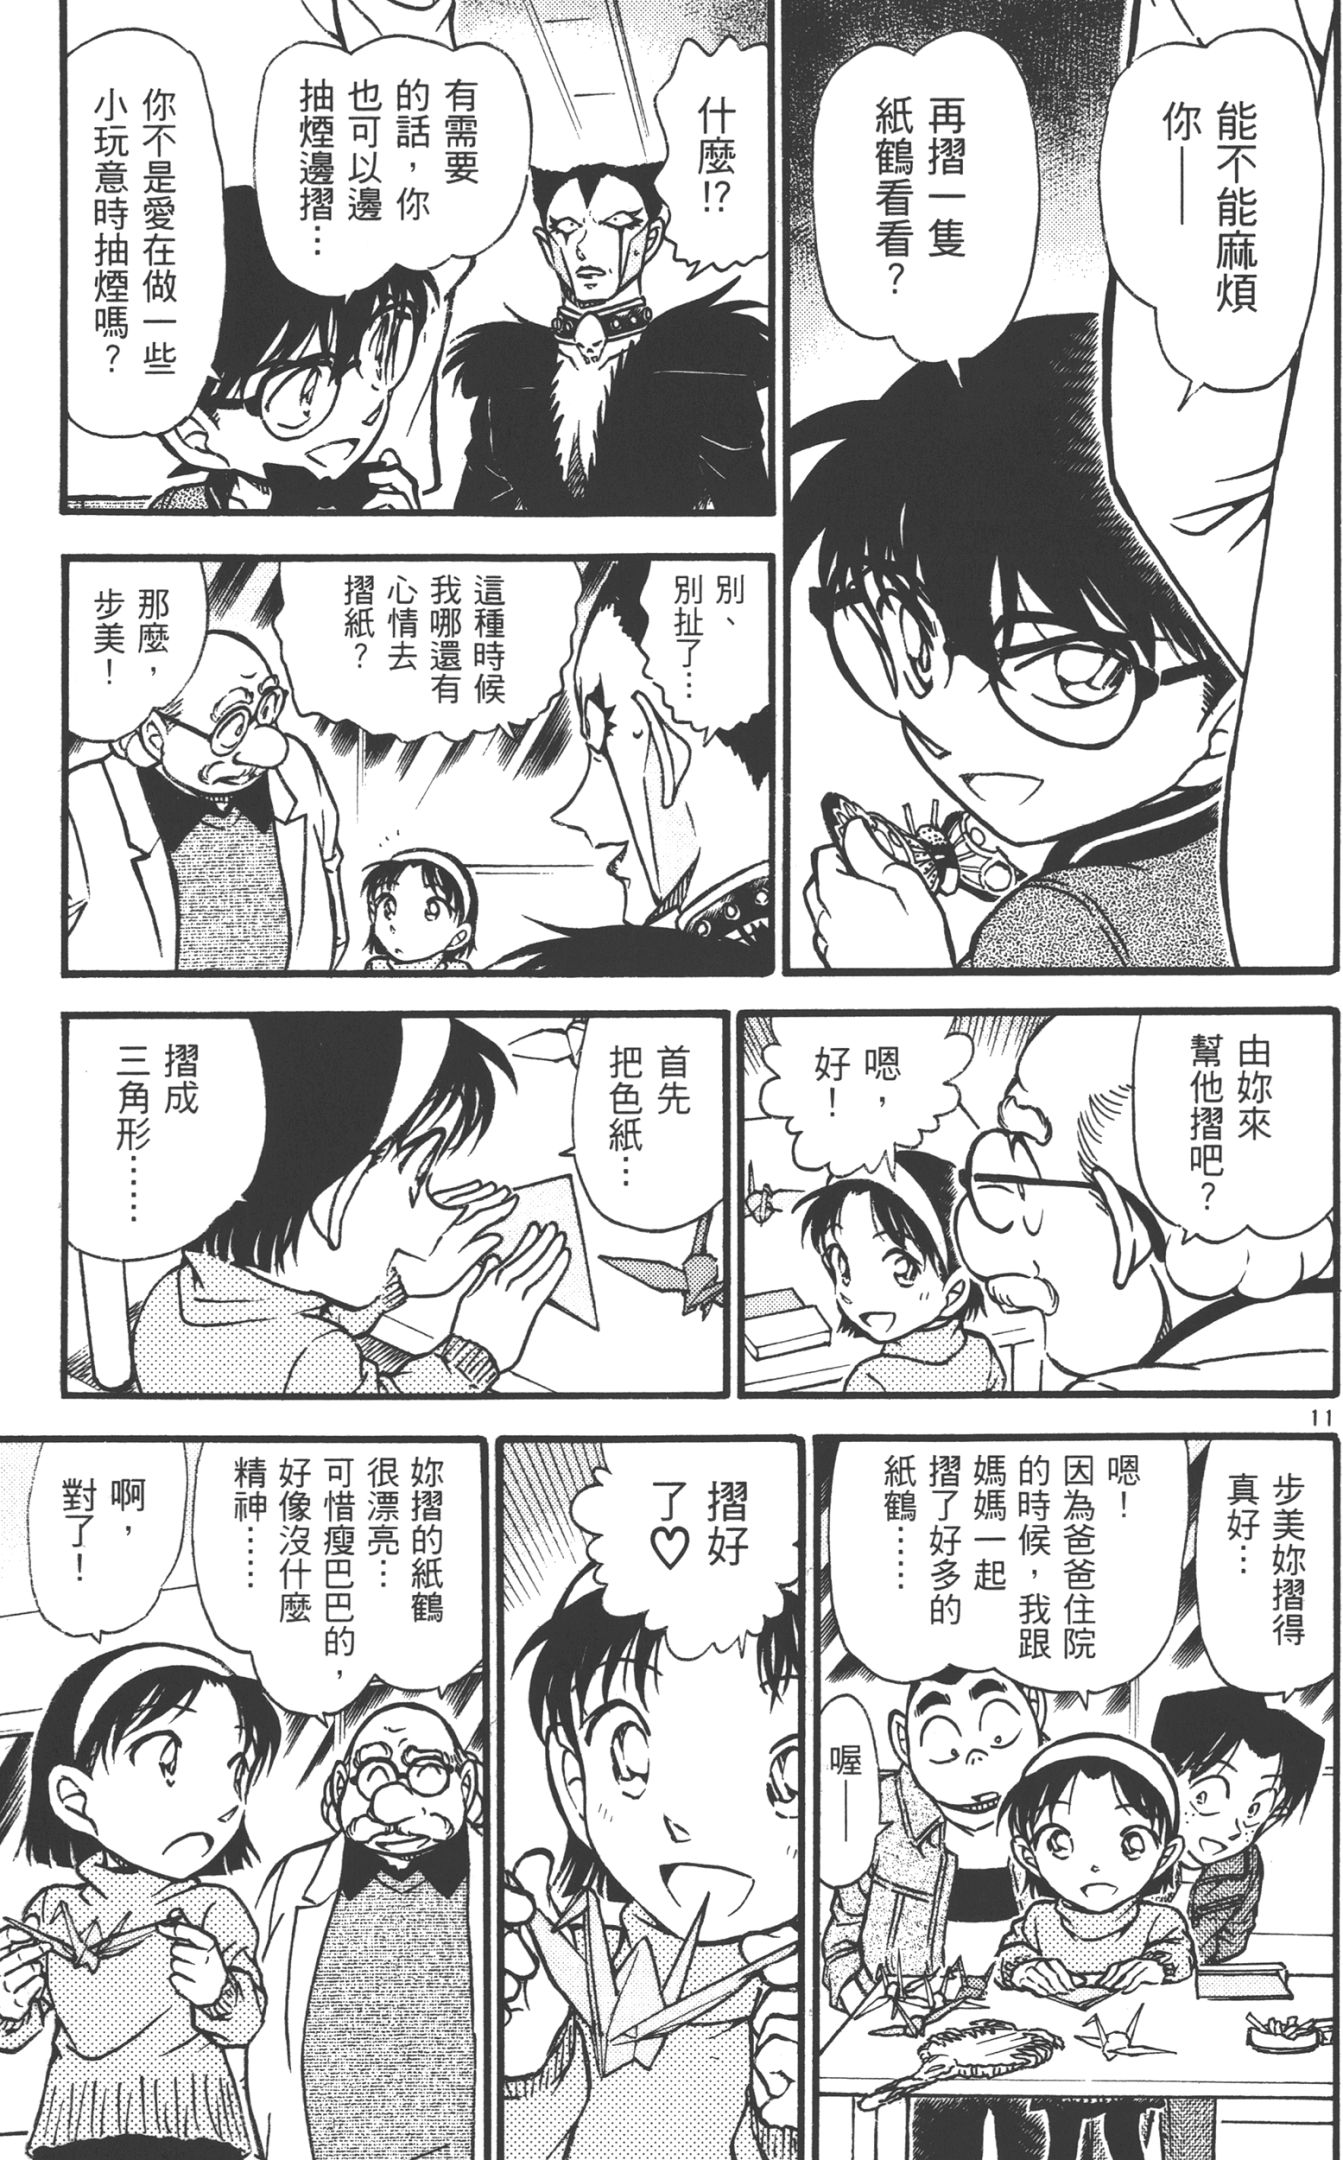 能不能麻煩
你——
再摺一隻
紙鶴看看？
什麼!?
有需要
的話，你
也可以邊
抽煙邊摺…
你不是愛在做一些
小玩意時抽煙嗎？
別、
別扯了…
這種時候
我哪還有
心情去
摺紙？
那麼，
步美！
由妳來
幫他摺吧？
嗯，
好！
首先
把色紙…
摺成
三角形……
11
步美妳摺得
真好…
嗯！
因為爸爸住院
的時候，我跟
媽媽一起
摺了好多的
紙鶴……
喔——
摺好
了♡
妳摺的紙鶴
很漂亮…
可惜瘦巴巴的，
好像沒什麼
精神……
啊，
對了！